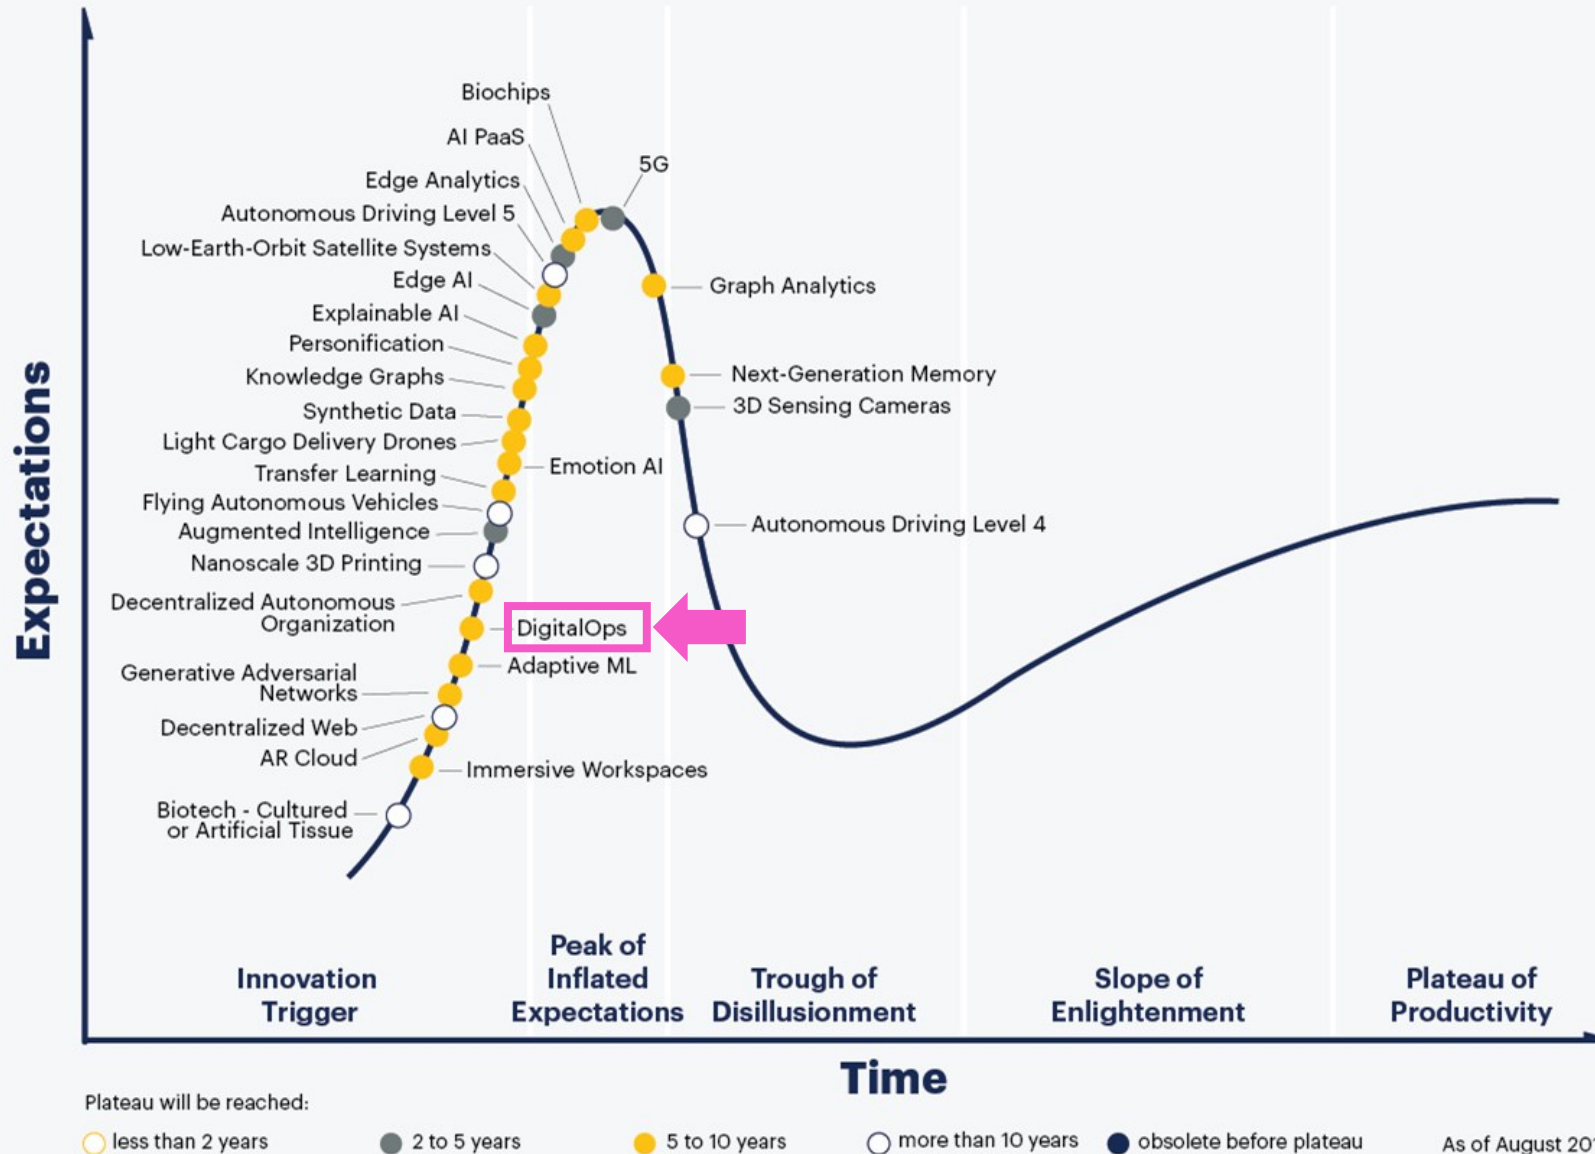 Biochips
AI PaaS
5G
Edge Analytics
Autonomous Driving Level 5
Low-Earth-Orbit Satellite Systems
Edge AI
Graph Analytics
Explainable AI
Personification
Knowledge Graphs
Next-Generation Memory
3D Sensing Cameras
Synthetic Data
Light Cargo Delivery Drones
Emotion AI
Transfer Learning
Flying Autonomous Vehicles
Autonomous Driving Level 4
Augmented Intelligence
Nanoscale 3D Printing
Decentralized Autonomous
Organization
DigitalOps
Adaptive ML
Generative Adversarial
Networks
Decentralized Web
AR Cloud
Immersive Workspaces
Biotech - Cultured
or Artificial Tissue
Expectations
Innovation
Trigger
Peak of
Inflated
Expectations
Trough of
Disillusionment
Slope of
Enlightenment
Plateau of
Productivity
Time
Plateau will be reached:
less than 2 years
2 to 5 years
5 to 10 years
more than 10 years
obsolete before plateau
As of August